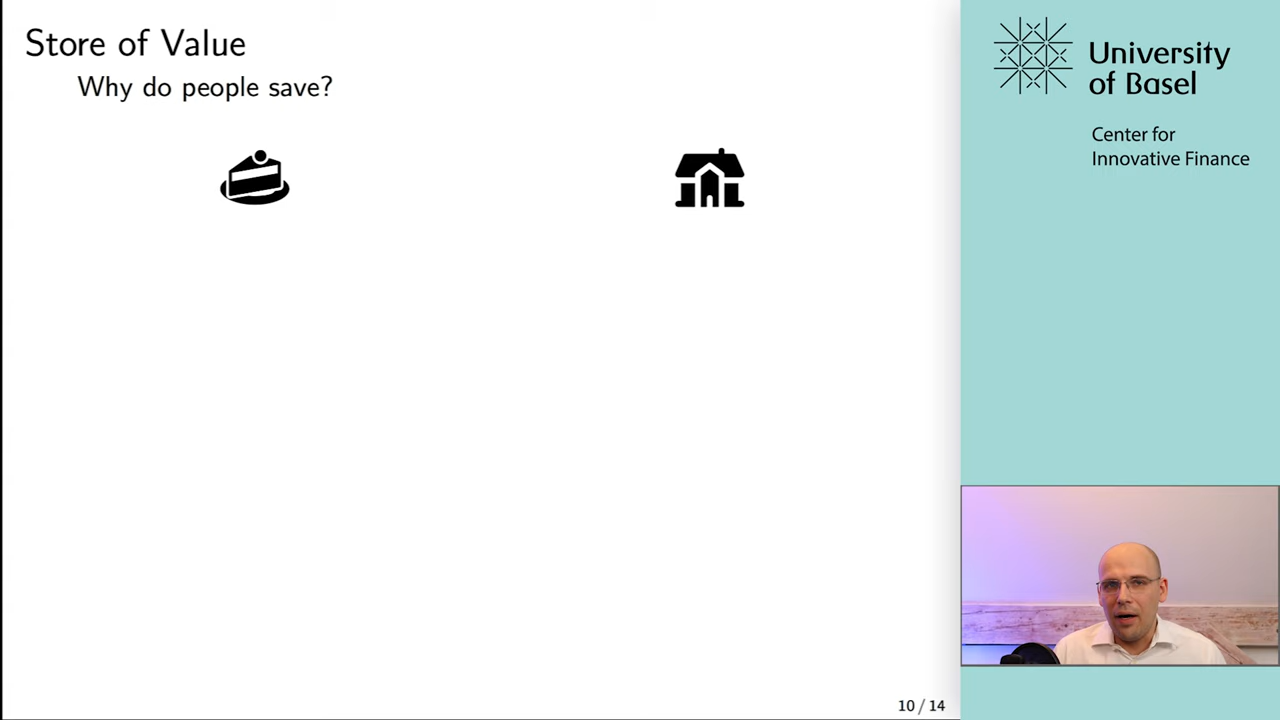 Store of Value
Why do people save?
University
of Basel
Center for
Innovative Finance
10 / 14